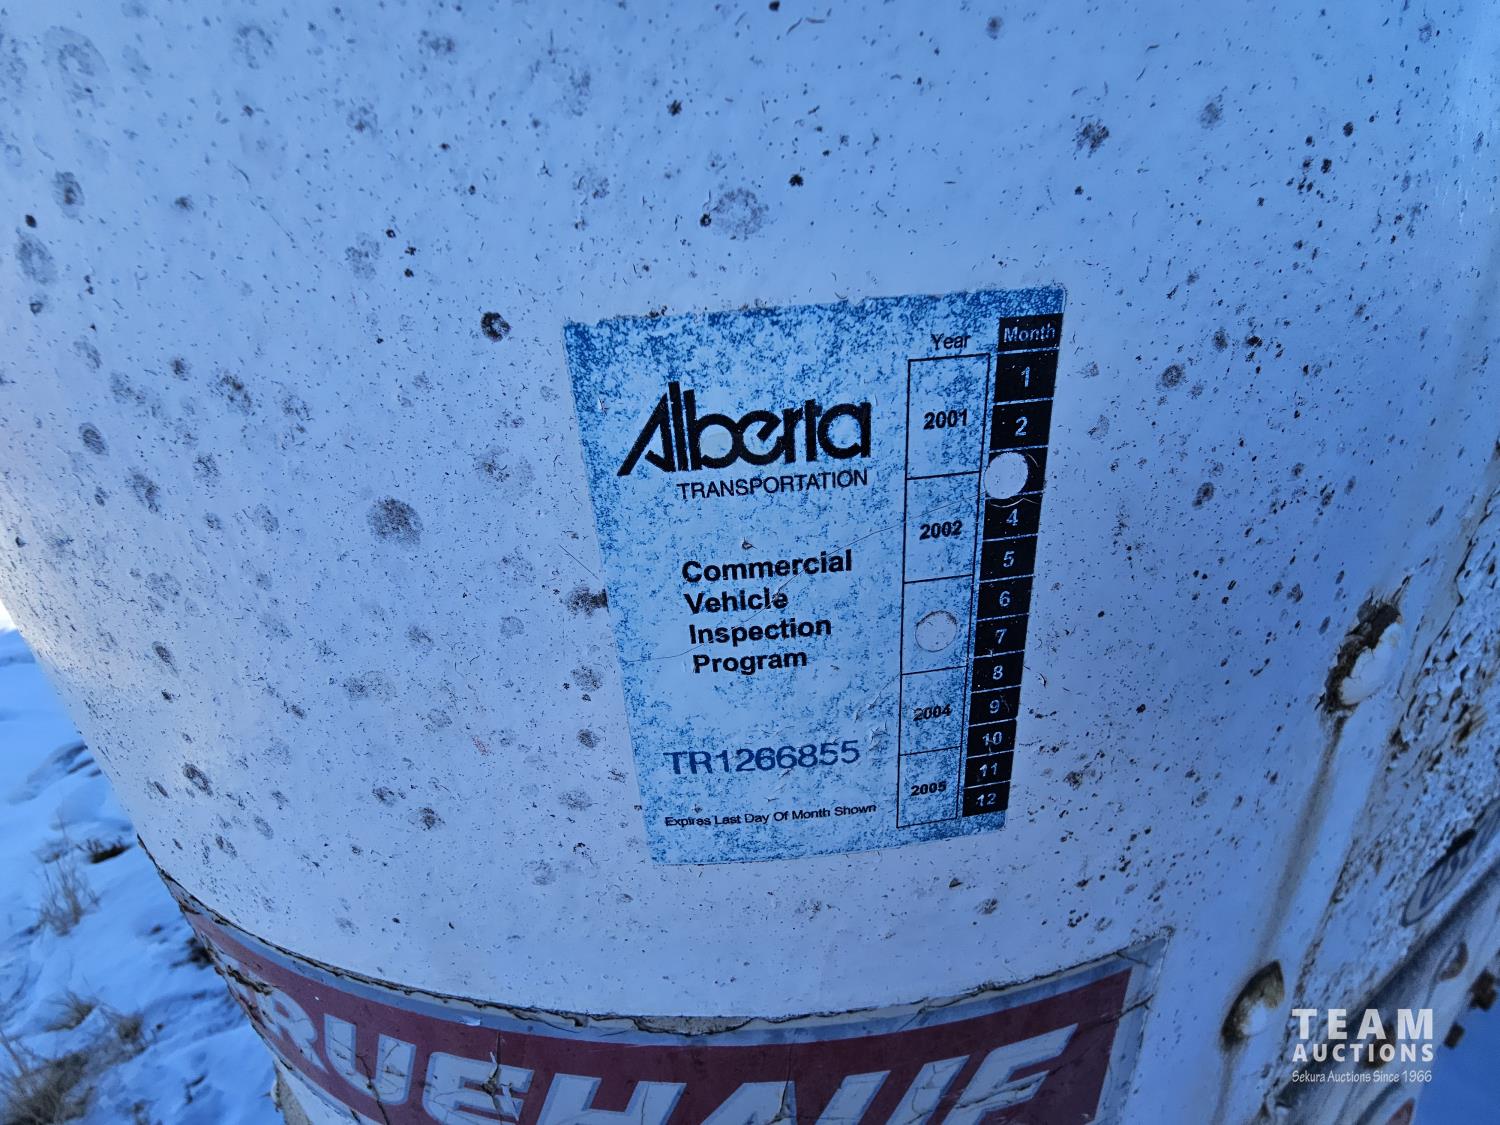 Year Month
Alberta
TRANSPORTATION
Commercial
Vehicle
Inspection
Program
TR1266855
Expires Last Day Of Month Shown
2001
2002
2004
2005
1
2
4
5
6
7
8
9
10
11
12
RUEHAUF
TEAM
AUCTIONS
Sekura Auctions Since 1966